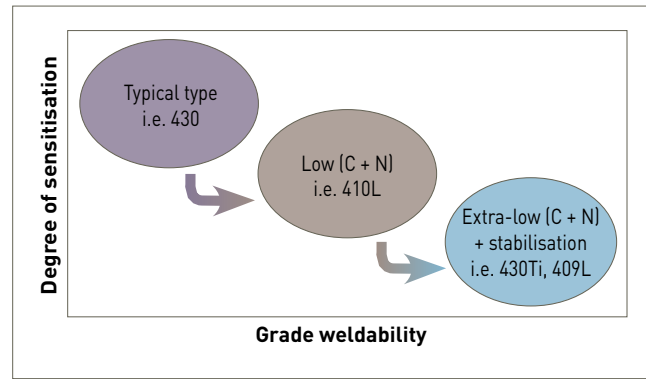 Degree of sensitisation
Typical type
i.e. 430
Low (C + N)
i.e. 410L
Extra-low (C + N)
+ stabilisation
i.e. 430Ti, 409L
Grade weldability